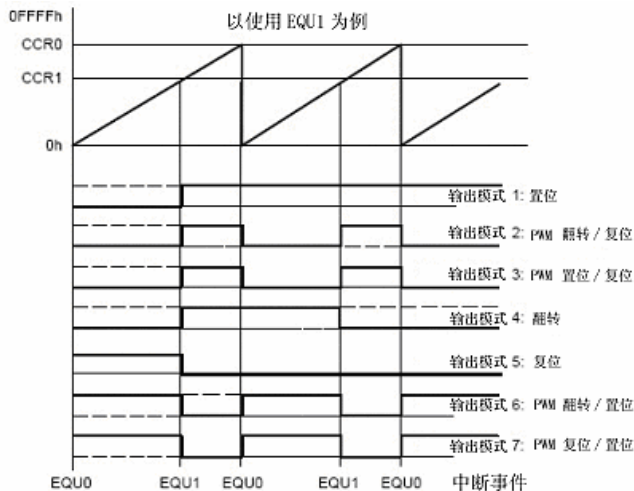 0FFFFh
以使用 EQU1 为例
CCR0
CCR1
0h
输出模式 1: 置位
输出模式 2: PWM 翻转/复位
输出模式 3: PWM 置位/复位
输出模式 4: 翻转
输出模式 5: 复位
输出模式 6: PWM 翻转/置位
输出模式 7: PWM 复位/置位
EQU0 EQU1 EQU0 EQU1 EQU0 中断事件